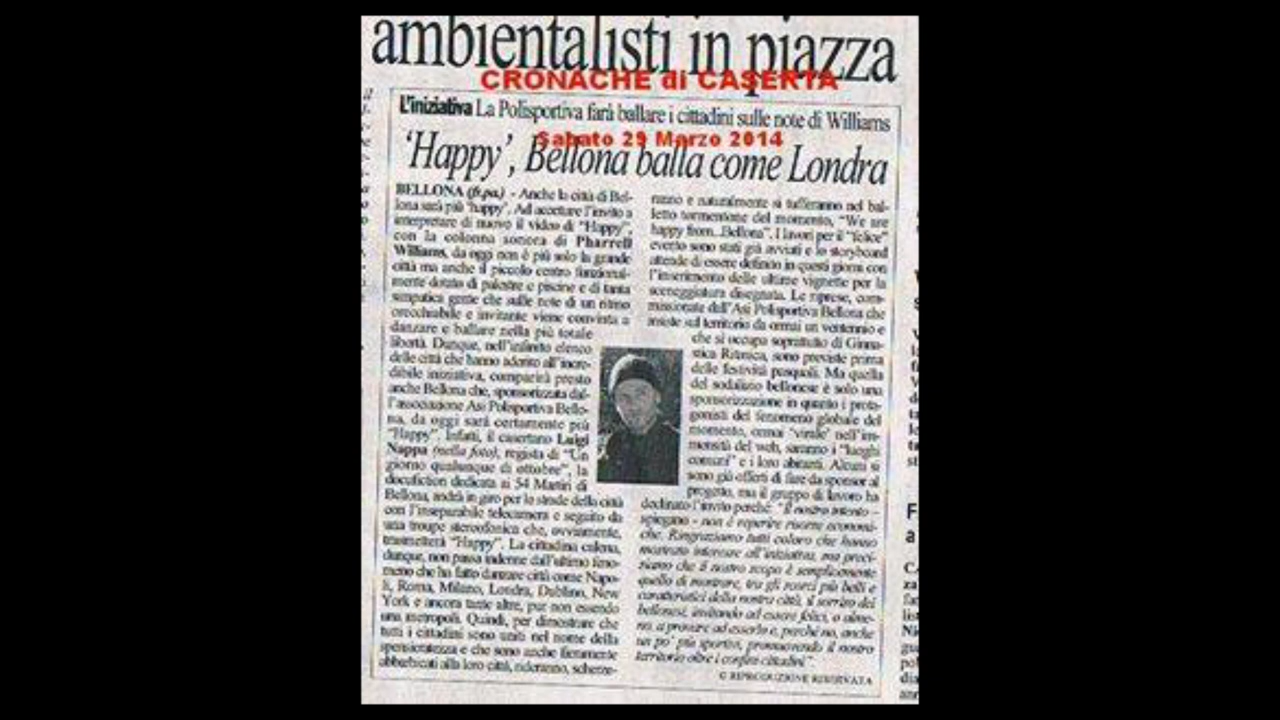 ambientalisti in piazza
CRONACHE di CASERTA
L'iniziativa La Polisportiva farà ballare i cittadini sulle note di Williams
Sabato 29 Marzo 2014
'Happy', Bellona balla come Londra
BELLONA (fr.pa.) - Anche la città di Bel-
lona sarà più "happy". Ad accettare l'invito a
interpretare di nuovo il video di "Happy",
con la colonna sonora di Pharrell
Williams, da oggi non è più solo la grande
città ma anche il piccolo centro funzional-
mente dotato di palestre e piscine e di tanta
simpatica gente che sulle note di un ritmo
orecchiabile e invitante viene convinta a
danzare e ballare nella più totale
libertà. Dunque, nell'infinito elenco
delle città che hanno aderito all'incre-
dibile iniziativa, comparirà presto
anche Bellona che, sponsorizzata dal-
l'associazione Asi Polisportiva Bello-
na, da oggi sarà certamente più
"Happy". Infatti, il casertano Luigi
Nappa (nella foto), regista di "Un
giorno qualunque di ottobre", la
docufiction dedicata ai 54 Martiri di
Bellona, andrà in giro per le strade della città
con l'inseparabile telecamera e seguito da
una troupe stereofonica che, ovviamente,
trasmetterà "Happy". La cittadina calena,
dunque, non passa indenne dall'ultimo feno-
meno che ha fatto danzare città come Napo-
li, Roma, Milano, Londra, Dublino, New
York e ancora tante altre, pur non essendo
una metropoli. Quindi, per dimostrare che
tutti i cittadini sono uniti nel nome della
spensieratezza e che sono anche fieramente
abbarbicati alla loro città, rideranno, scherze-
ranno e naturalmente si tufferanno nel bal-
letto tormentone del momento, "We are
happy from...Bellona". I lavori per il "felice"
evento sono stati già avviati e lo storyboard
attende di essere definito in questi giorni con
l'inserimento delle ultime vignette per la
sceneggiatura disegnata. Le riprese, com-
missionate dall'Asi Polisportiva Bellona che
insiste sul territorio da ormai un ventennio e
che si occupa soprattutto di Ginna-
stica Ritmica, sono previste prima
delle festività pasquali. Ma quella
del sodalizio bellonese è solo una
sponsorizzazione in quanto i prota-
gonisti del fenomeno globale del
momento, ormai "virale" nell'im-
mensità del web, saranno i "luoghi
comuni" e i loro abitanti. Alcuni si
sono già offerti di fare da sponsor al
progetto, ma il gruppo di lavoro ha
declinato l'invito perché: "Il nostro intento -
spiegano - non è reperire risorse economi-
che. Ringraziamo tutti coloro che hanno
mostrato interesse all'iniziativa, ma preci-
siamo che il nostro scopo è semplicemente
quello di mostrare, tra gli scorci più belli e
caratteristici della nostra città, il sorriso dei
bellonesi, invitando ad essere felici, o alme-
no, a provare ad esserlo e, perché no, anche
un po' più sportivi, promuovendo il nostro
territorio oltre i confini cittadini".
© RIPRODUZIONE RISERVATA